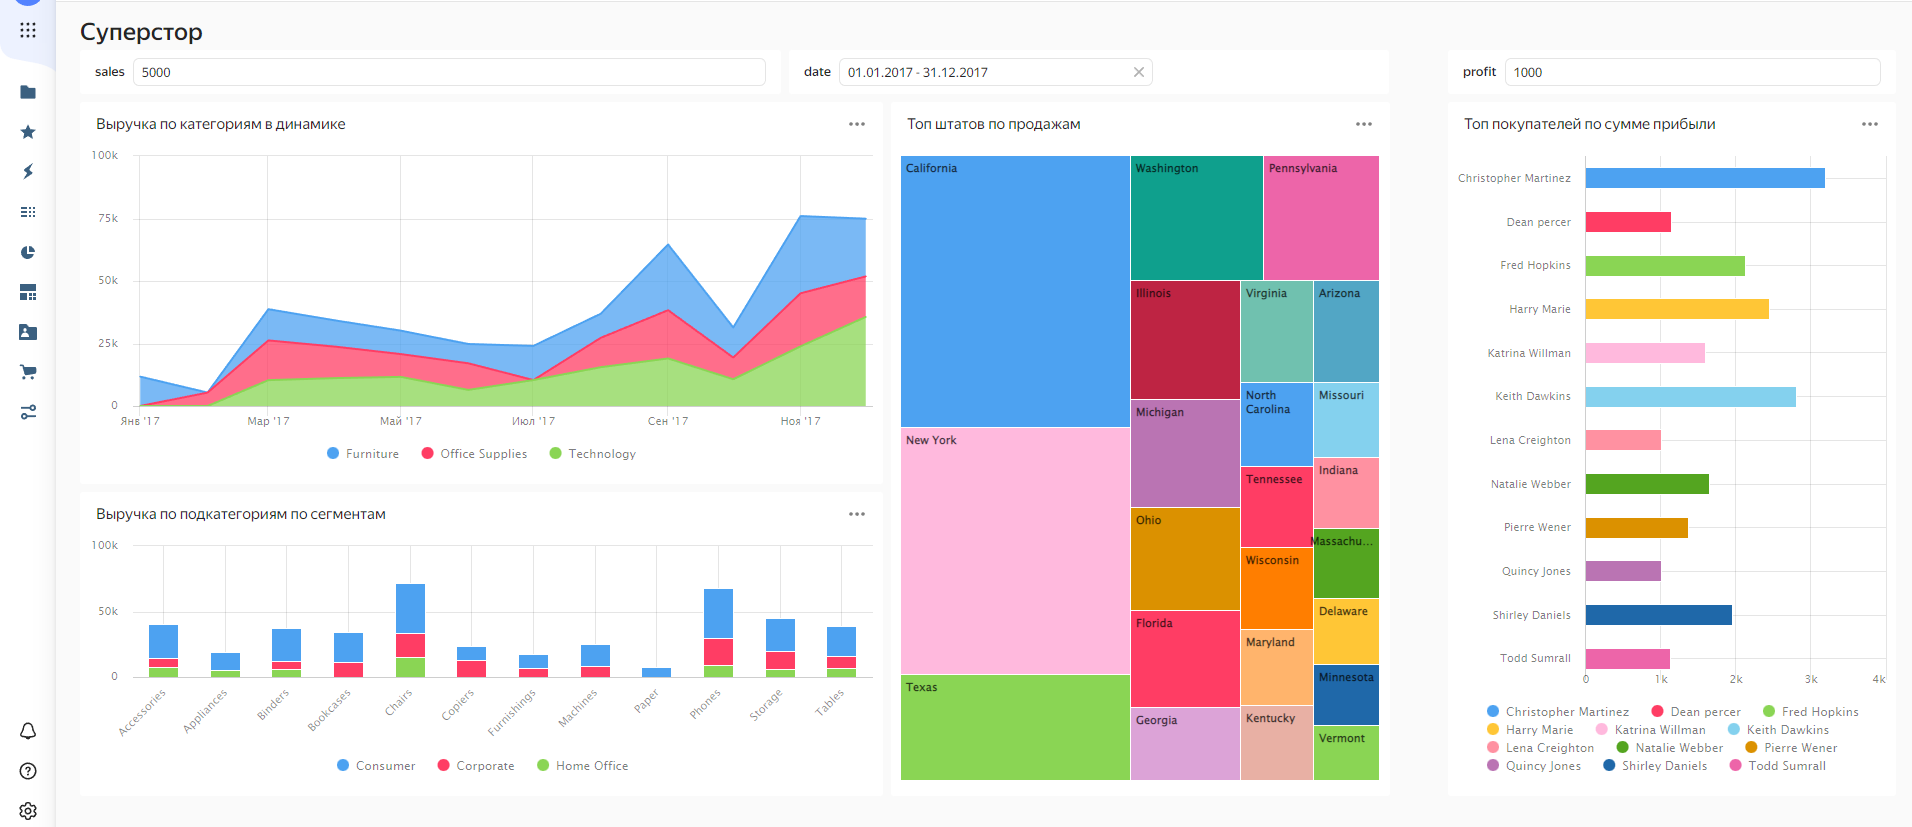 Суперстор
sales 5000
date 01.01.2017 - 31.12.2017
profit 1000
Выручка по категориям в динамике
100k
75k
50k
25k
0
Янв '17 Мар '17 Май '17 Июл '17 Сен '17 Ноя '17
Furniture Office Supplies Technology
Выручка по подкатегориям по сегментам
100k
50k
0
Accessories Appliances Binders Bookcases Chairs Copiers Furnishings Machines Paper Phones Storage Tables
Consumer Corporate Home Office
Топ штатов по продажам
California
New York
Texas
Washington
Pennsylvania
Illinois
Michigan
Ohio
Florida
Georgia
Virginia
North
Carolina
Tennessee
Wisconsin
Maryland
Kentucky
Arizona
Missouri
Indiana
Massachu...
Delaware
Minnesota
Vermont
Топ покупателей по сумме прибыли
Christopher Martinez
Dean percer
Fred Hopkins
Harry Marie
Katrina Willman
Keith Dawkins
Lena Creighton
Natalie Webber
Pierre Wener
Quincy Jones
Shirley Daniels
Todd Sumrall
0 1k 2k 3k 4k
Christopher Martinez Dean percer Fred Hopkins
Harry Marie Katrina Willman Keith Dawkins
Lena Creighton Natalie Webber Pierre Wener
Quincy Jones Shirley Daniels Todd Sumrall